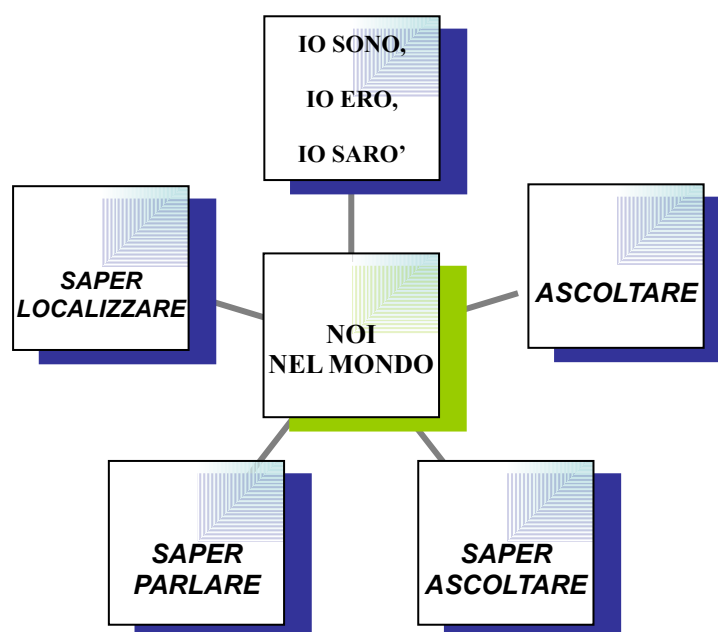 IO SONO,
IO ERO,
IO SARO’
SAPER
LOCALIZZARE
ASCOLTARE
NOI
NEL MONDO
SAPER
PARLARE
SAPER
ASCOLTARE